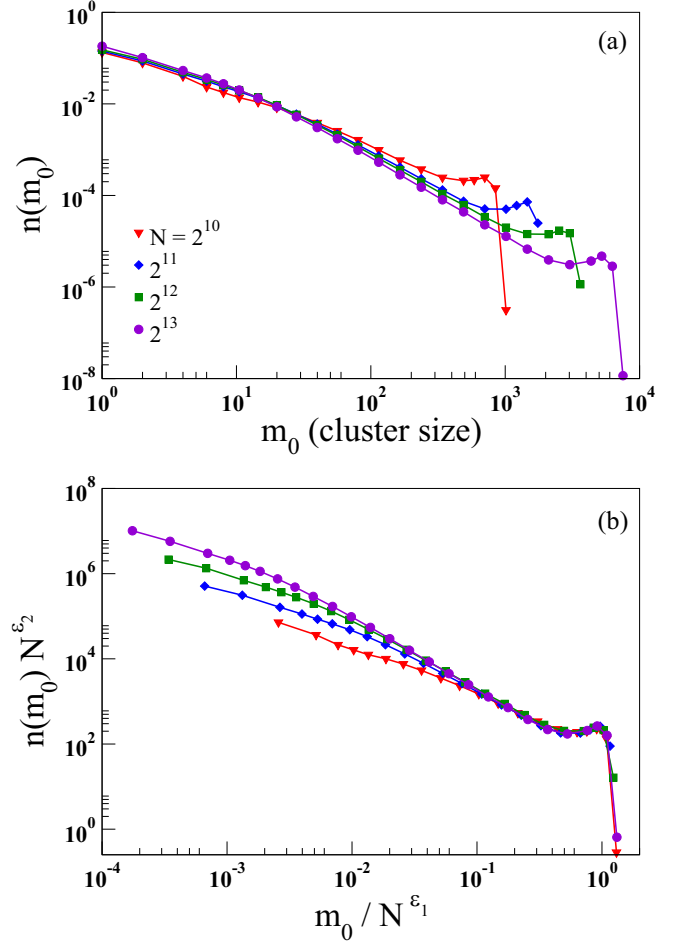 10^0
(a)
10^-2
n(m_0)
10^-4
N = 2^10
2^11
10^-6
2^12
2^13
10^-8
10^0 10^1 10^2 10^3 10^4
m_0 (cluster size)
10^8
(b)
10^6
n(m_0) N^ε_2
10^4
10^2
10^0
10^-4 10^-3 10^-2 10^-1 10^0
m_0 / N^ε_1